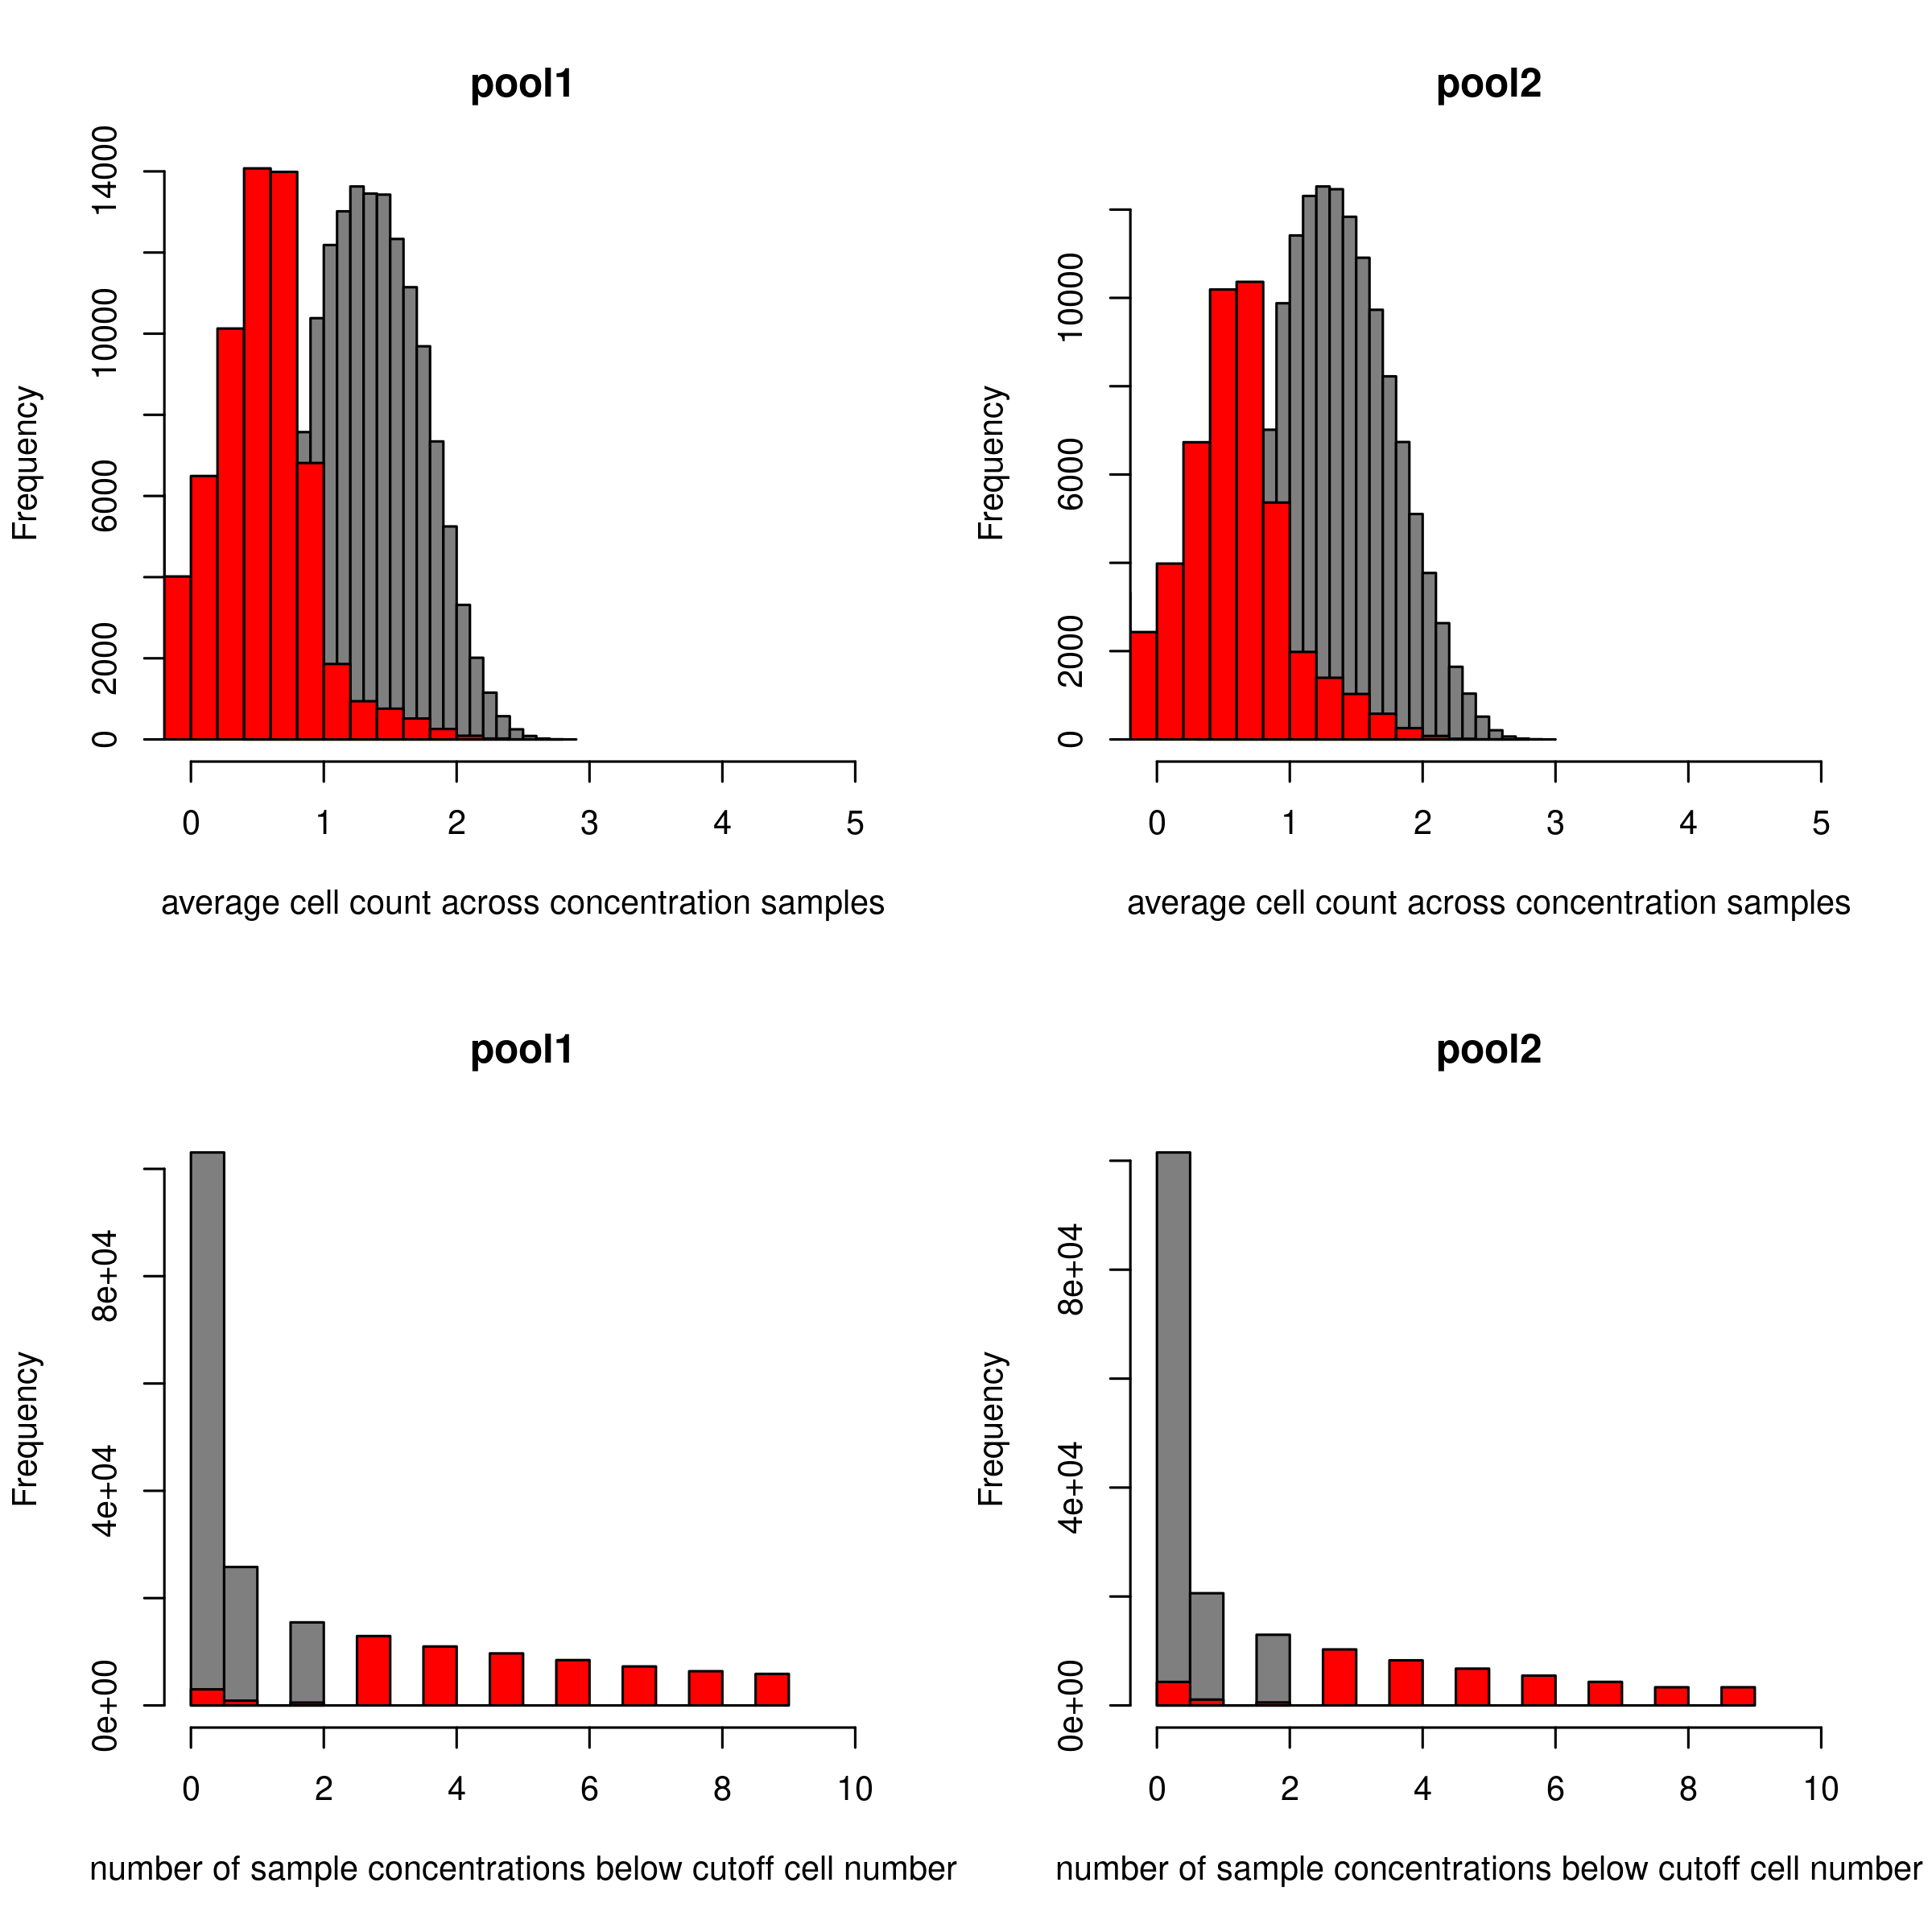 pool1
Frequency
0
2000
6000
10000
14000
0 1 2 3 4 5
average cell count across concentration samples
pool2
Frequency
0
2000
6000
10000
0 1 2 3 4 5
average cell count across concentration samples
pool1
Frequency
0e+00
4e+04
8e+04
0 2 4 6 8 10
number of sample concentrations below cutoff cell number
pool2
Frequency
0e+00
4e+04
8e+04
0 2 4 6 8 10
number of sample concentrations below cutoff cell number